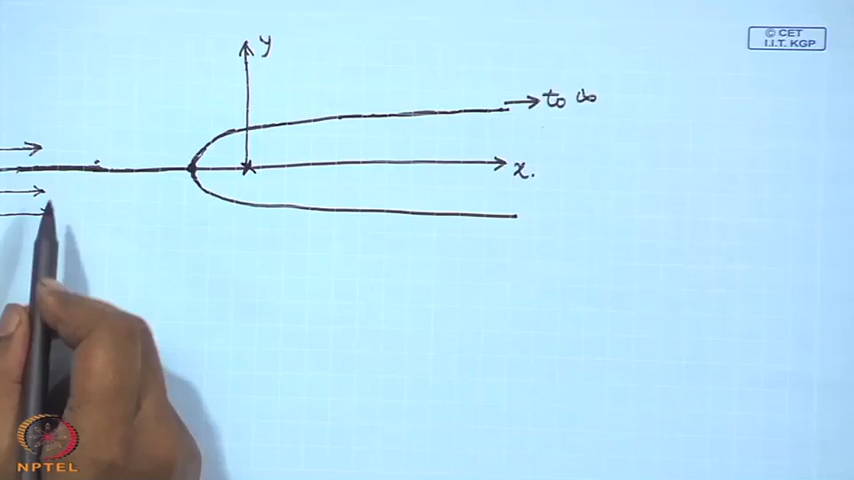 © CET
I.I.T. KGP
y
to ∞
x.
NPTEL